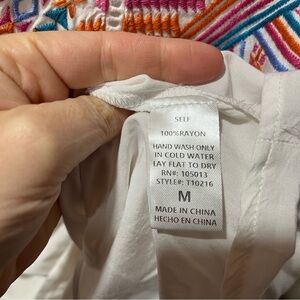 SELF
100%RAYON
HAND WASH ONLY
IN COLD WATER
LAY FLAT TO DRY
RN#: 105013
STYLE#: T10216
M
MADE IN CHINA
HECHO EN CHINA